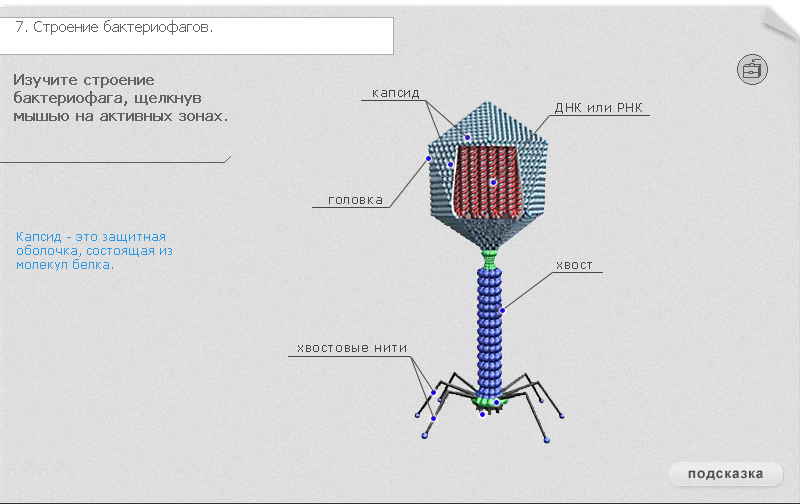 7. Строение бактериофагов.
Изучите строение
бактериофага, щелкнув
мышью на активных зонах.
капсид
ДНК или РНК
головка
Капсид - это защитная
оболочка, состоящая из
молекул белка.
хвост
хвостовые нити
подсказка